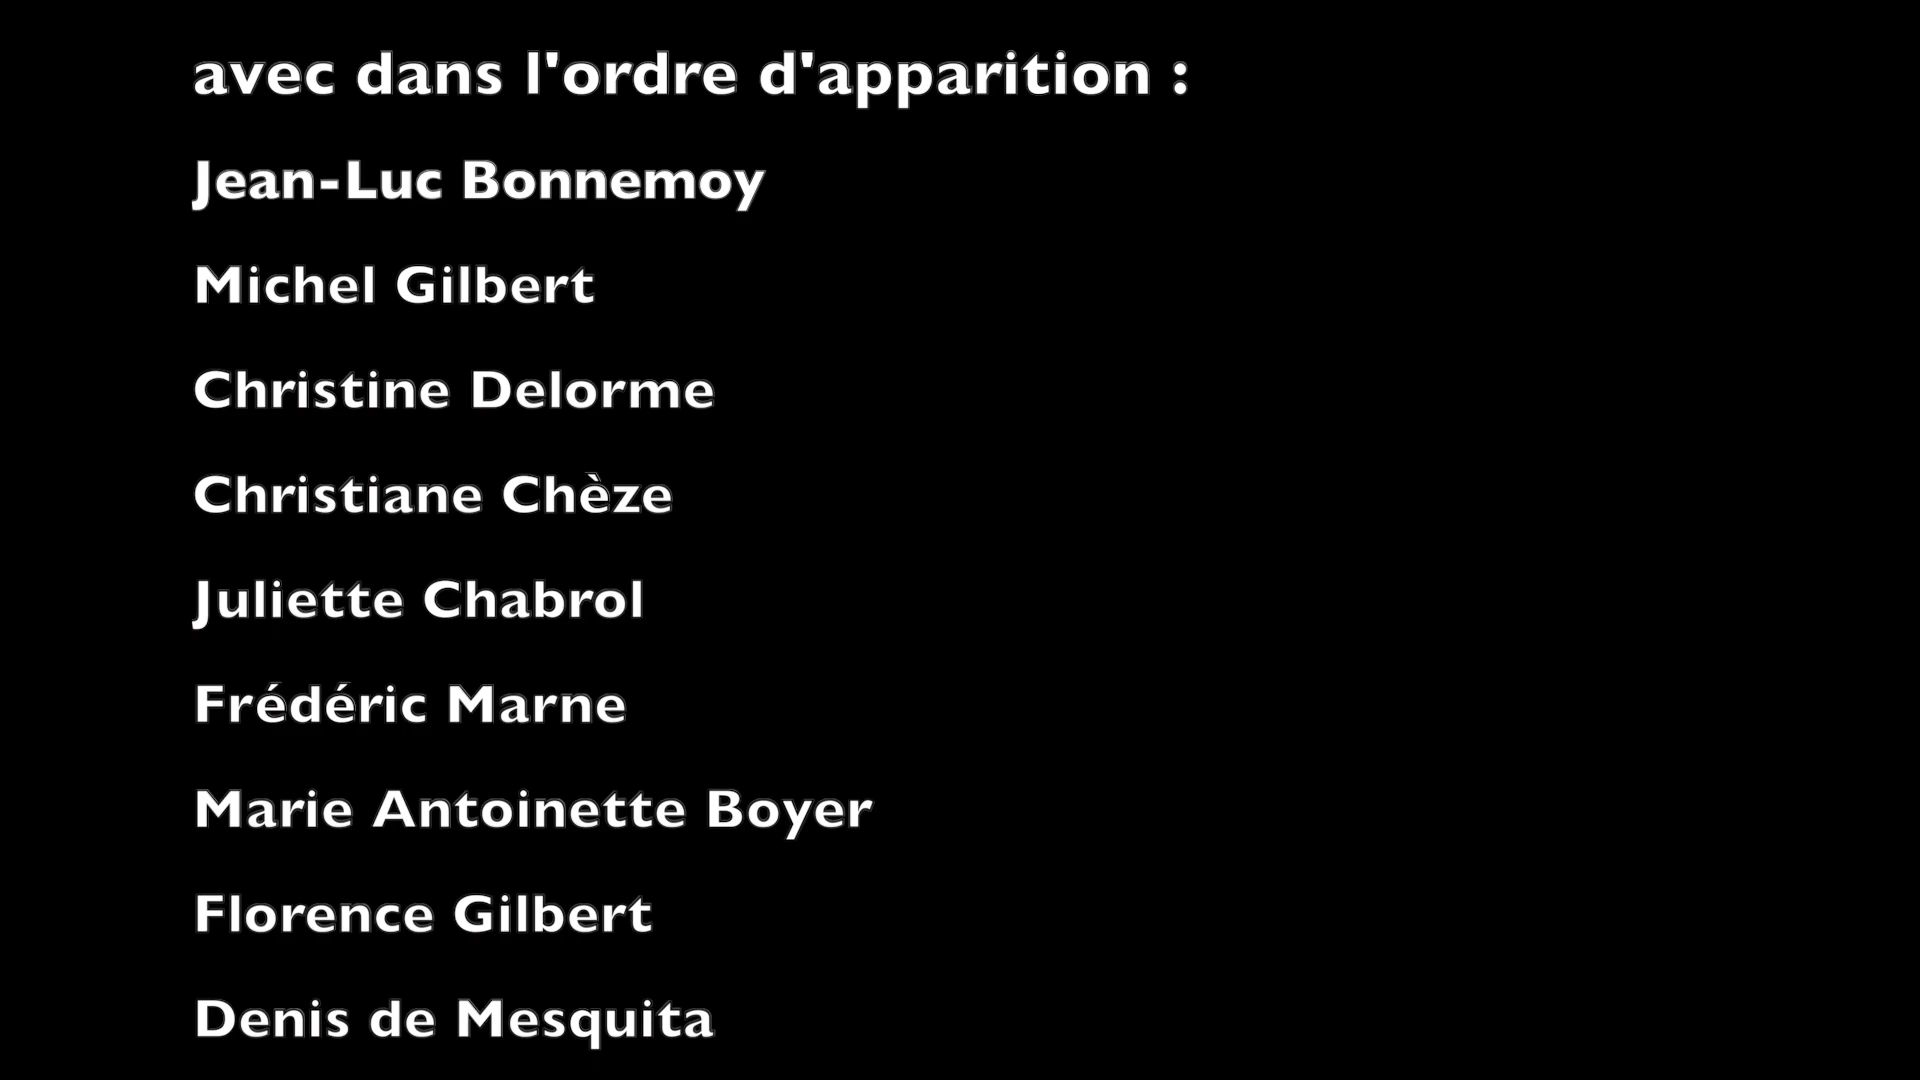 avec dans l'ordre d'apparition :
Jean-Luc Bonnemoy
Michel Gilbert
Christine Delorme
Christiane Chèze
Juliette Chabrol
Frédéric Marne
Marie Antoinette Boyer
Florence Gilbert
Denis de Mesquita